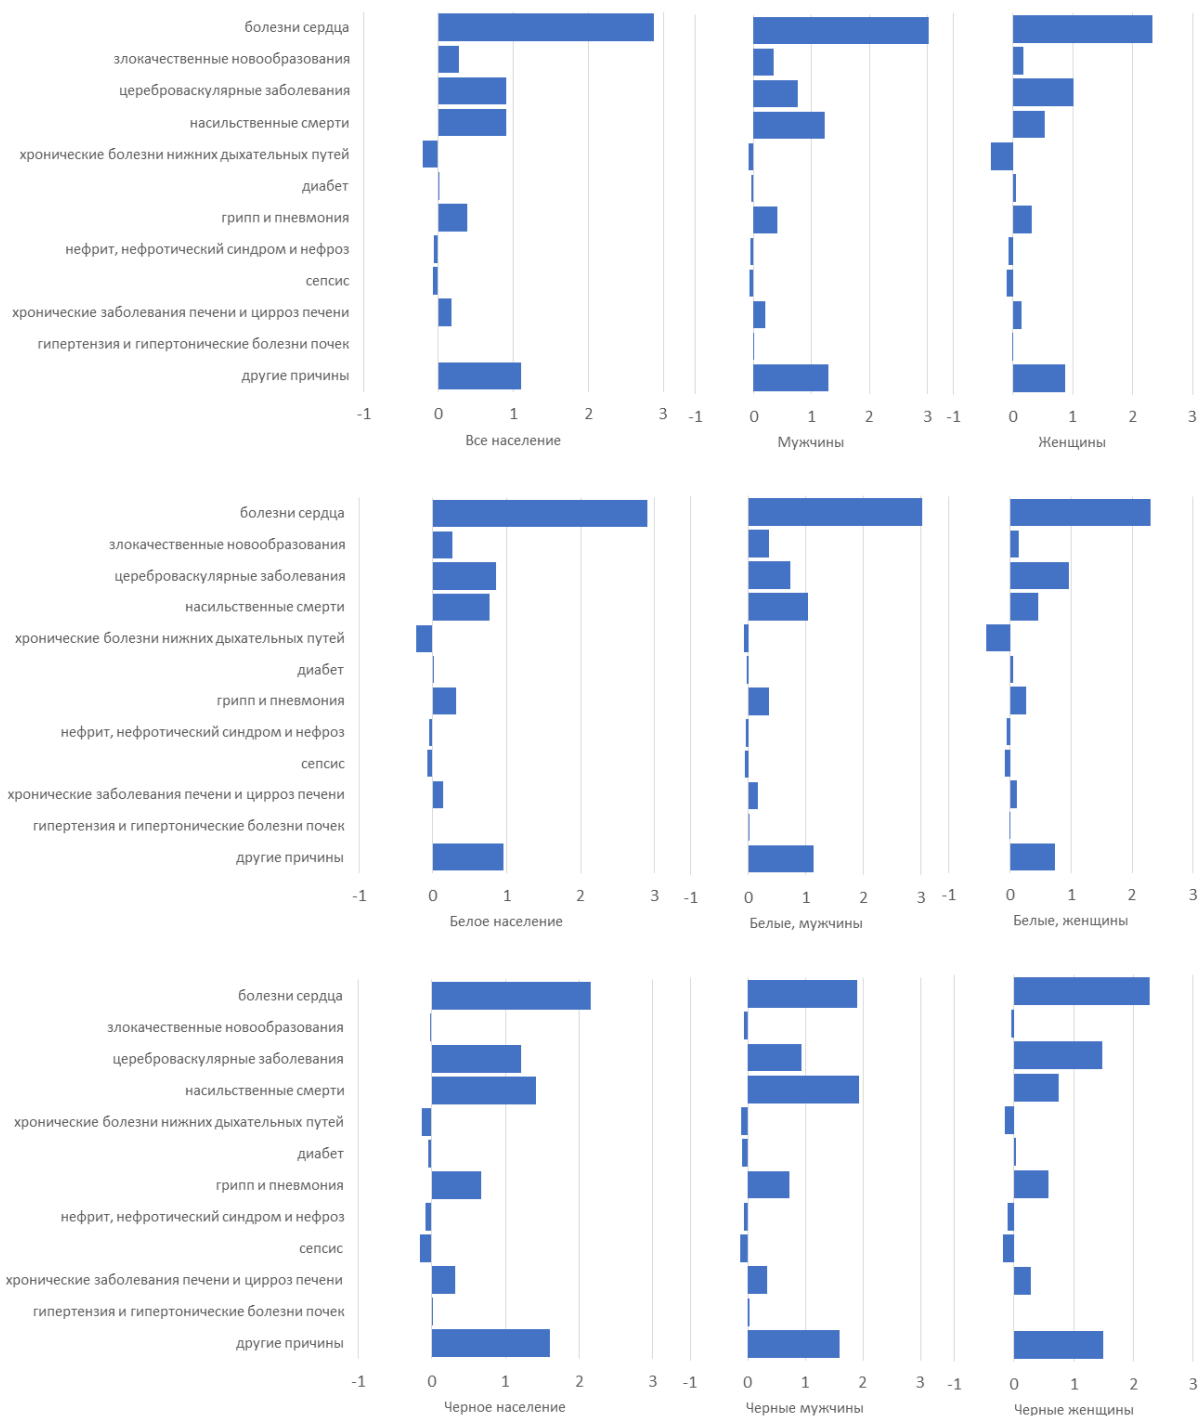 болезни сердца
злокачественные новообразования
цереброваскулярные заболевания
насильственные смерти
хронические болезни нижних дыхательных путей
диабет
грипп и пневмония
нефрит, нефротический синдром и нефроз
сепсис
хронические заболевания печени и цирроз печени
гипертензия и гипертонические болезни почек
другие причины
-1 0 1 2 3 -1 0 1 2 3 -1 0 1 2 3
Все население Мужчины Женщины
болезни сердца
злокачественные новообразования
цереброваскулярные заболевания
насильственные смерти
хронические болезни нижних дыхательных путей
диабет
грипп и пневмония
нефрит, нефротический синдром и нефроз
сепсис
хронические заболевания печени и цирроз печени
гипертензия и гипертонические болезни почек
другие причины
-1 0 1 2 3 -1 0 1 2 3 -1 0 1 2 3
Белое население Белые, мужчины Белые, женщины
болезни сердца
злокачественные новообразования
цереброваскулярные заболевания
насильственные смерти
хронические болезни нижних дыхательных путей
диабет
грипп и пневмония
нефрит, нефротический синдром и нефроз
сепсис
хронические заболевания печени и цирроз печени
гипертензия и гипертонические болезни почек
другие причины
-1 0 1 2 3 -1 0 1 2 3 -1 0 1 2 3
Черное население Черные мужчины Черные женщины